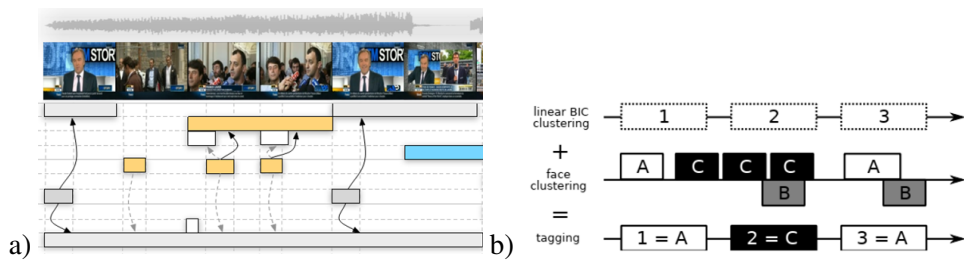 STOR
STOR
linear BIC
clustering
1
2
3
+
face
clustering
A
C
C
C
A
B
B
=
tagging
1 = A
2 = C
3 = A
a)
b)